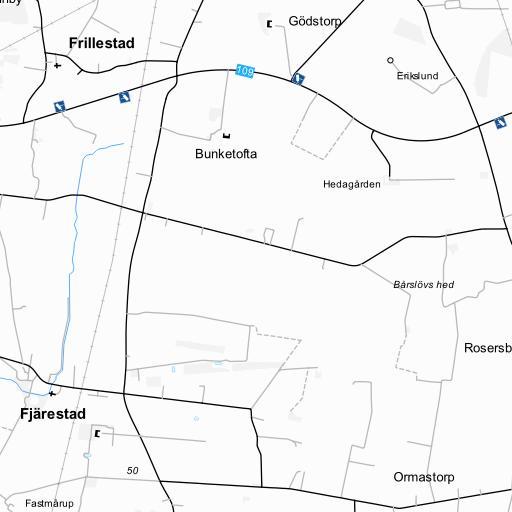 Gödstorp
Frillestad
109
Erikslund
Bunketofta
Hedagården
Bårslövs hed
Fjärestad
50
Ormastorp
Fastmårup